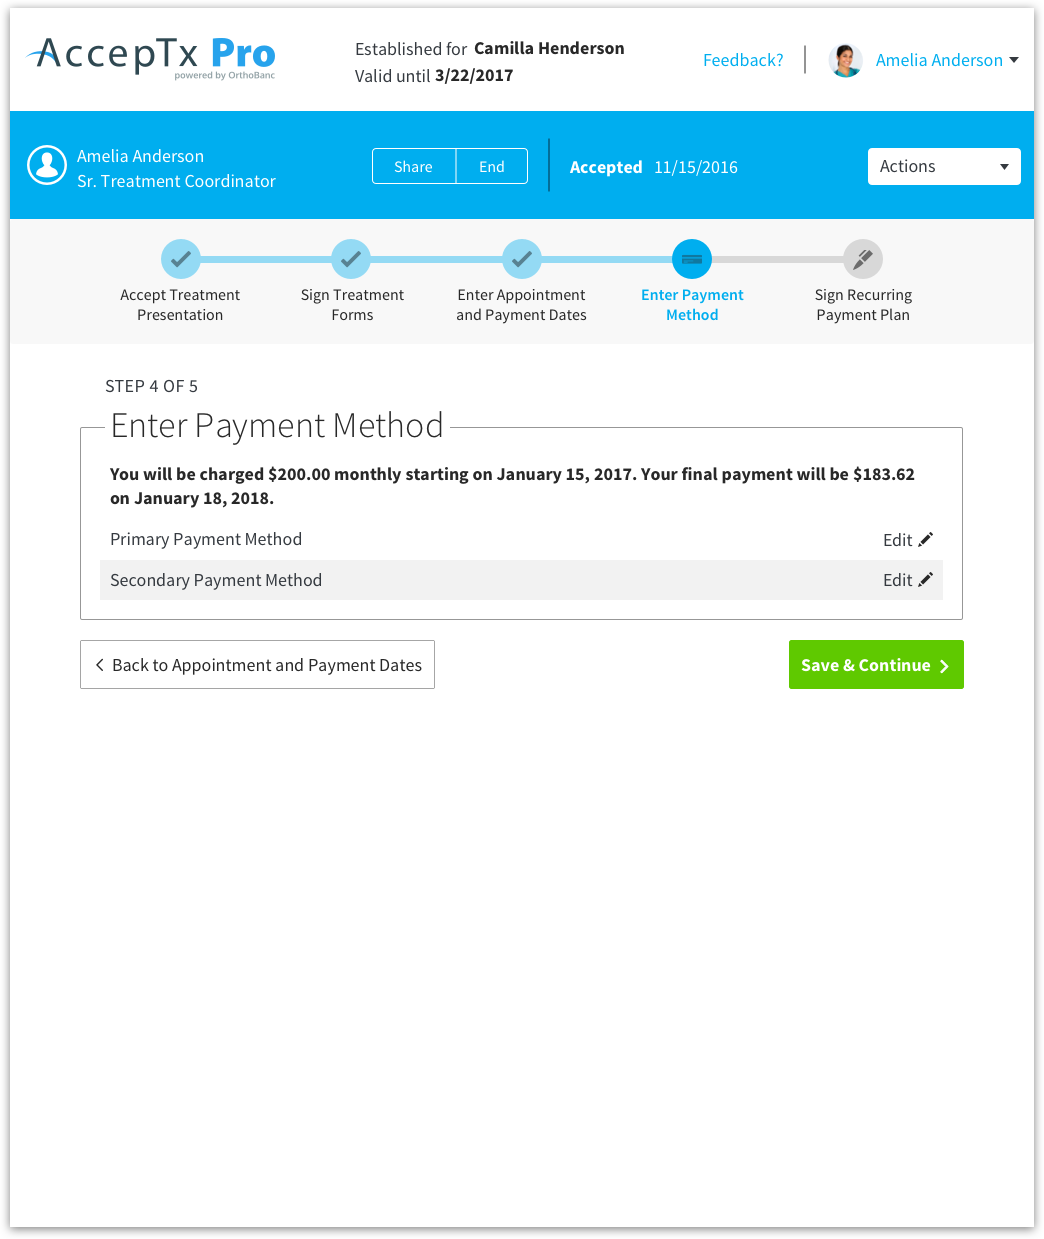 AccepTx Pro
powered by OrthoBanc
Established for Camilla Henderson
Valid until 3/22/2017
Feedback?
Amelia Anderson
Amelia Anderson
Sr. Treatment Coordinator
Share
End
Accepted 11/15/2016
Actions
Accept Treatment
Presentation
Sign Treatment
Forms
Enter Appointment
and Payment Dates
Enter Payment
Method
Sign Recurring
Payment Plan
STEP 4 OF 5
Enter Payment Method
You will be charged $200.00 monthly starting on January 15, 2017. Your final payment will be $183.62
on January 18, 2018.
Primary Payment Method Edit
Secondary Payment Method Edit
Back to Appointment and Payment Dates
Save & Continue